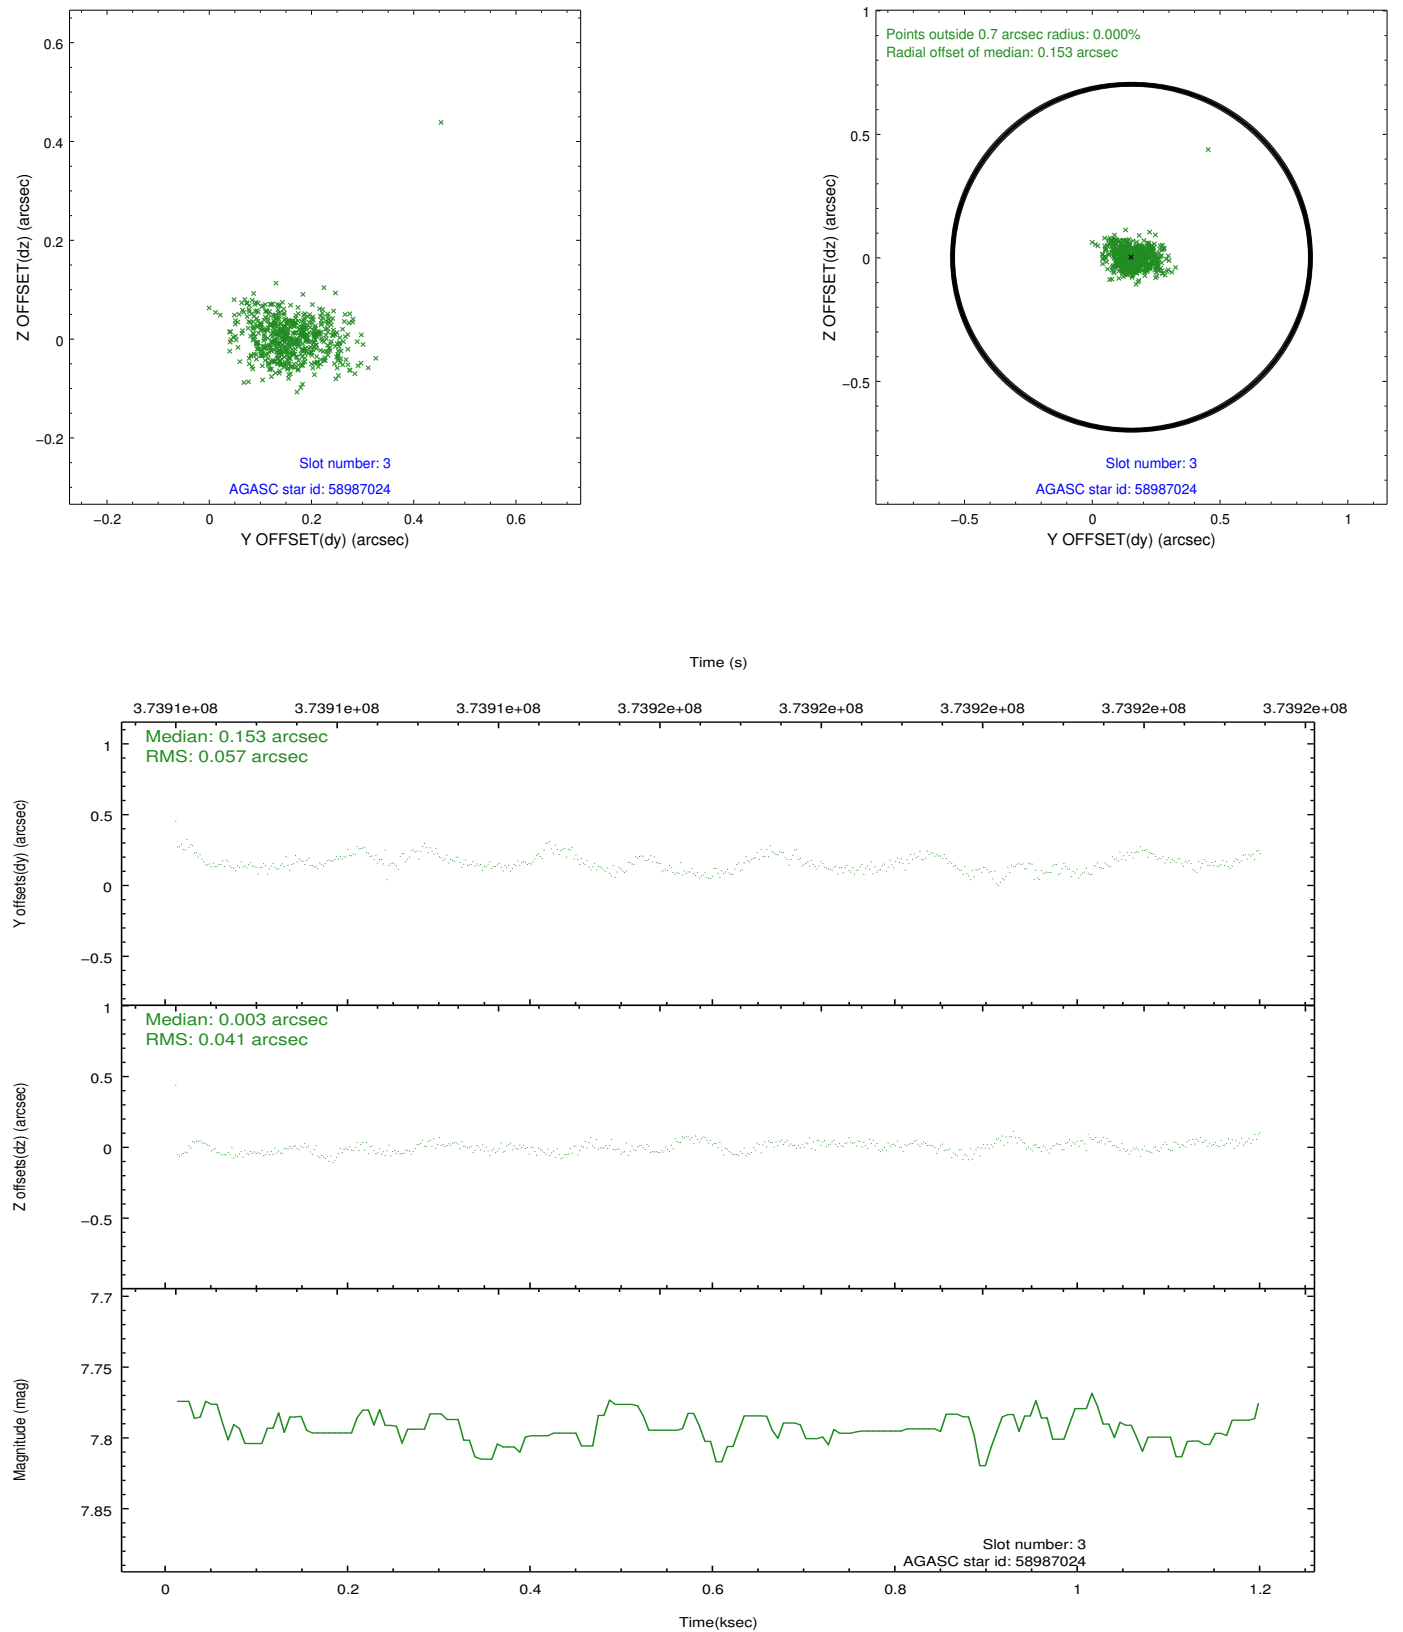 0.6
0.4
0.2
0
−0.2
Z OFFSET(dz) (arcsec)
Slot number: 3
AGASC star id: 58987024
−0.2 0 0.2 0.4 0.6
Y OFFSET(dy) (arcsec)
1
0.5
0
−0.5
Z OFFSET(dz) (arcsec)
Points outside 0.7 arcsec radius: 0.000%
Radial offset of median: 0.153 arcsec
Slot number: 3
AGASC star id: 58987024
−0.5 0 0.5 1
Y OFFSET(dy) (arcsec)
Time (s)
3.7391e+08 3.7391e+08 3.7391e+08 3.7392e+08 3.7392e+08 3.7392e+08 3.7392e+08 3.7392e+08
Median: 0.153 arcsec
RMS: 0.057 arcsec
1
0.5
0
−0.5
Y offsets(dy) (arcsec)
Median: 0.003 arcsec
RMS: 0.041 arcsec
1
0.5
0
−0.5
Z offsets(dz) (arcsec)
7.7
7.75
7.8
7.85
Magnitude (mag)
Slot number: 3
AGASC star id: 58987024
0 0.2 0.4 0.6 0.8 1 1.2
Time(ksec)